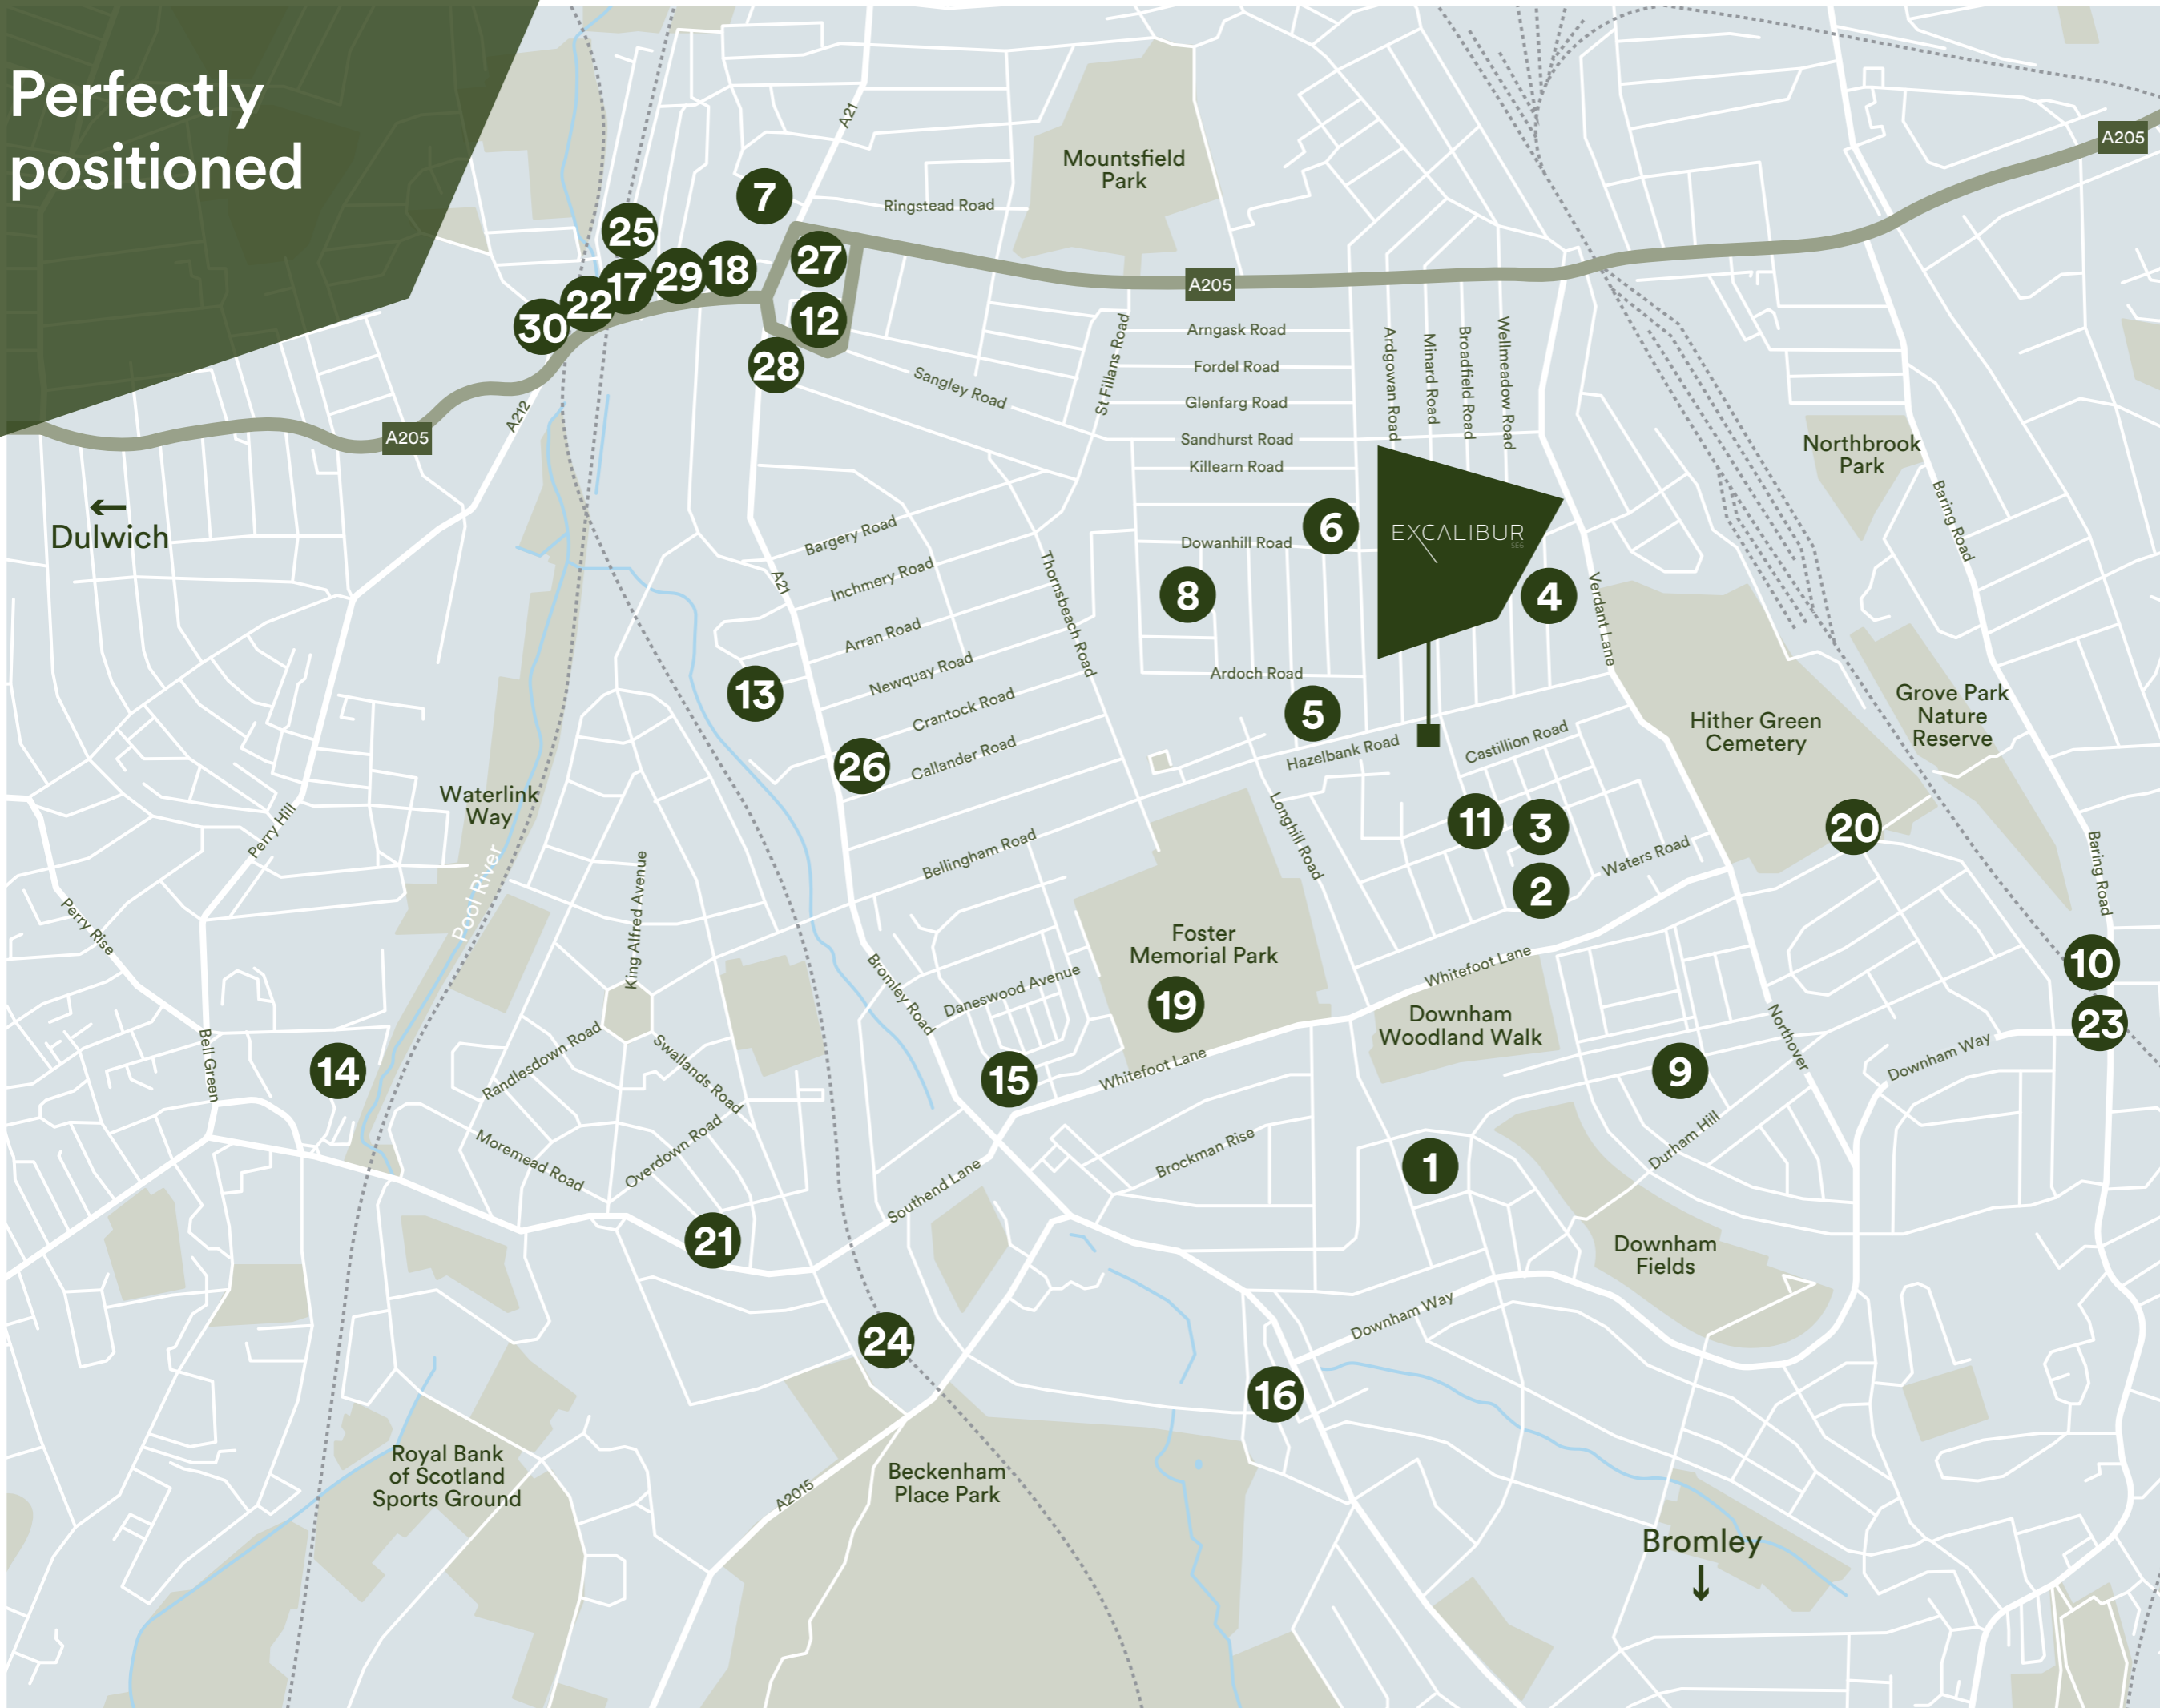 Perfectly
positioned
A21
Mountsfield
Park
A205
7
Ringstead Road
25
27
18
29
17
22
30
12
28
A205
A205
A212
Sangley Road
St Fillans Road
Arngask Road
Fordel Road
Glenfarg Road
Sandhurst Road
Killearn Road
Ardgowan Road
Minard Road
Broadfield Road
Wellmeadow Road
Northbrook
Park
Baring Road
Dulwich
Bargery Road
Inchmery Road
A21
Arran Road
Newquay Road
Crantock Road
Callander Road
Thornsbeach Road
6
Dowanhill Road
8
EXCALIBUR
SE6
4
Verdant Lane
Ardoch Road
13
5
26
Hazelbank Road
Castillion Road
Hither Green
Cemetery
Grove Park
Nature
Reserve
Waterlink
Way
Perry Hill
Pool River
King Alfred Avenue
Bellingham Road
Longhill Road
11
3
2
Waters Road
20
Baring Road
Perry Rise
Bromley Road
Daneswood Avenue
Foster
Memorial Park
19
Whitefoot Lane
Downham
Woodland Walk
10
23
Northover
Downham Way
Bell Green
14
Randlesdown Road
Swallands Road
15
Whitefoot Lane
9
Moremead Road
Overdown Road
Southend Lane
Brockman Rise
1
Durham Hill
21
Downham
Fields
24
Downham Way
16
Royal Bank
of Scotland
Sports Ground
A2015
Beckenham
Place Park
Bromley